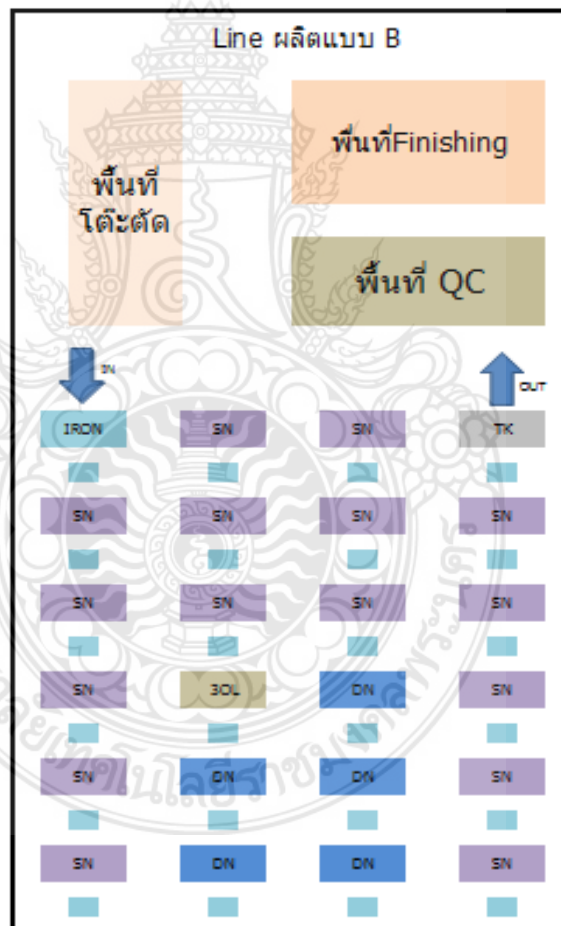 Line ผลิตแบบ B
พื้นที่
โต๊ะตัด
พื้นที่Finishing
พื้นที่ QC
IN
OUT
IRON SN SN TK
SN SN SN SN
SN SN SN SN
SN 3OL DN SN
SN DN DN SN
SN DN DN SN